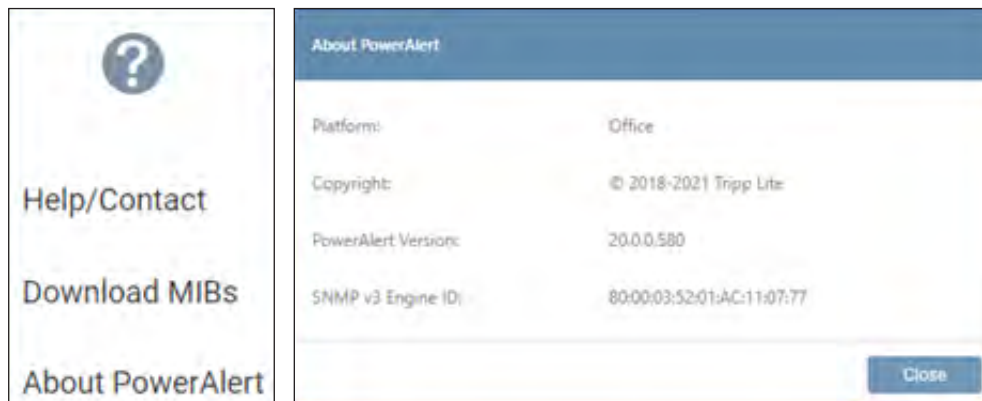 ?
Help/Contact
Download MIBs
About PowerAlert
About PowerAlert
Platform: Office
Copyright: © 2018-2021 Tripp Lite
PowerAlert Version: 20.0.0.580
SNMP v3 Engine ID: 80:00:03:52:01:AC:11:07:77
Close